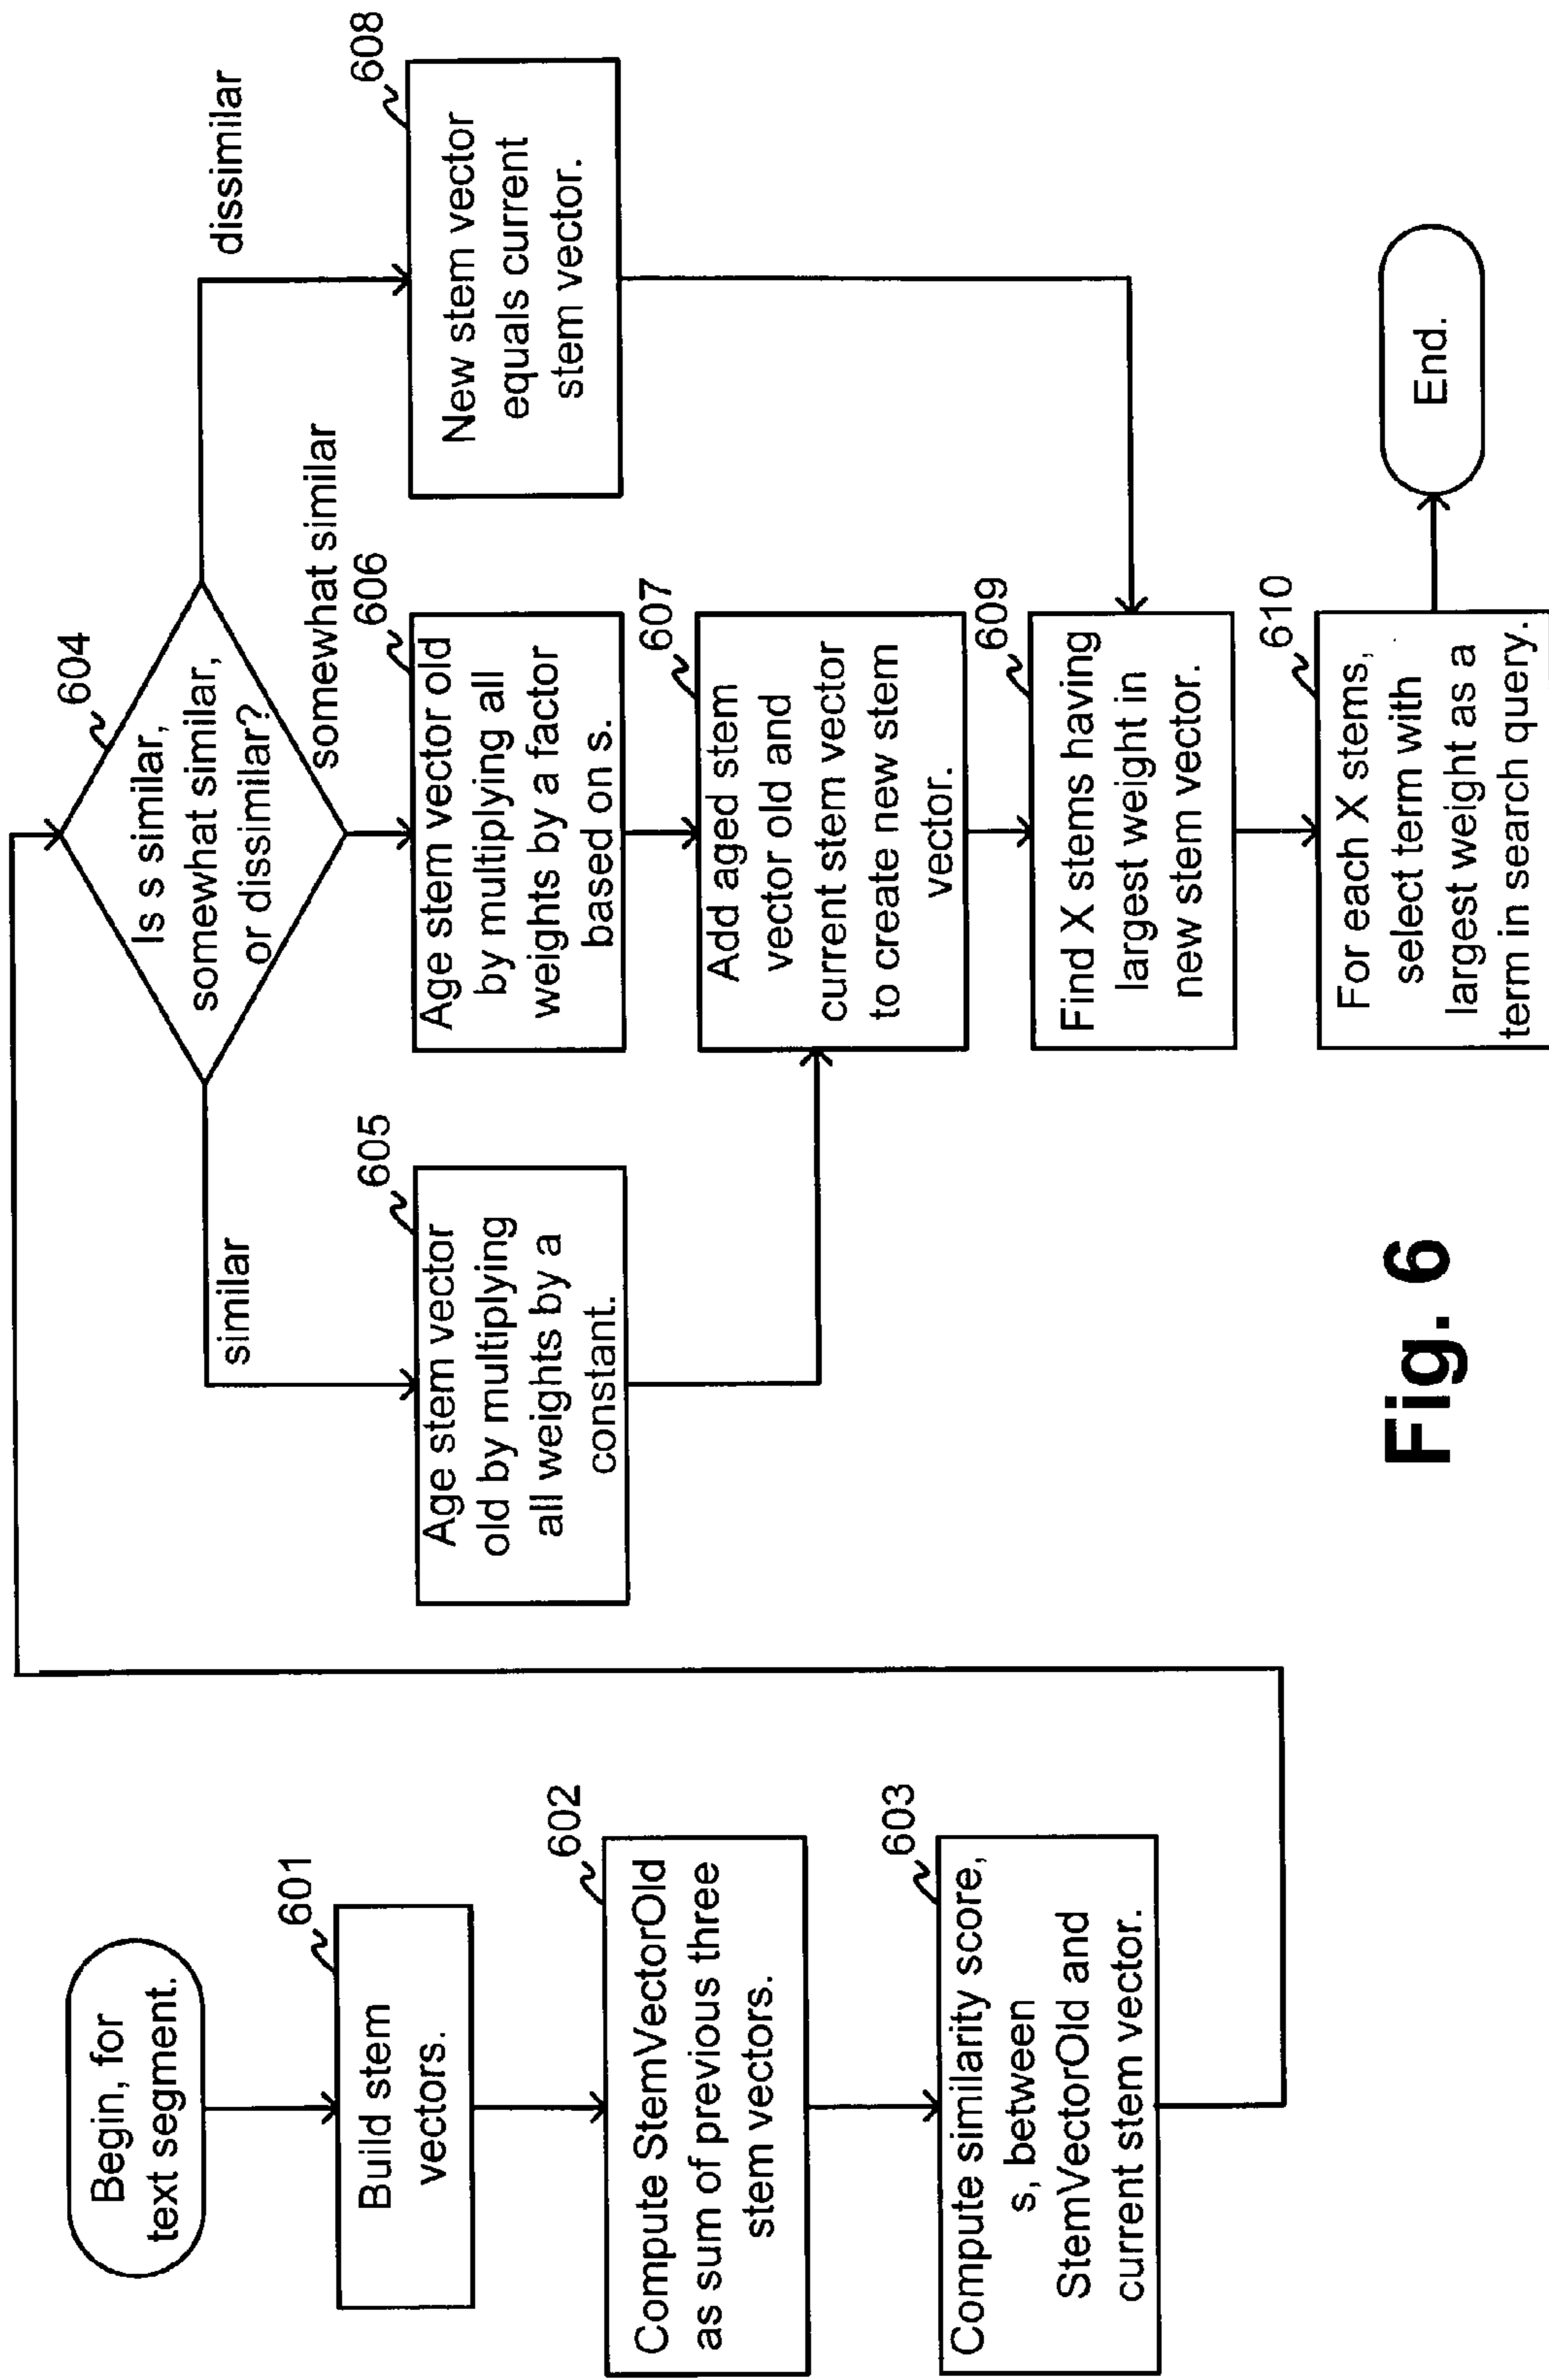 Begin, for
text segment.
601
Build stem
vectors.
602
Compute StemVectorOld
as sum of previous three
stem vectors.
603
Compute similarity score,
s, between
StemVectorOld and
current stem vector.
604
Is s similar,
somewhat similar,
or dissimilar?
similar
somewhat similar
dissimilar
605
Age stem vector
old by multiplying
all weights by a
constant.
606
Age stem vector old
by multiplying all
weights by a factor
based on s.
607
Add aged stem
vector old and
current stem vector
to create new stem
vector.
608
New stem vector
equals current
stem vector.
609
Find X stems having
largest weight in
new stem vector.
610
For each X stems,
select term with
largest weight as a
term in search query.
End.
Fig. 6